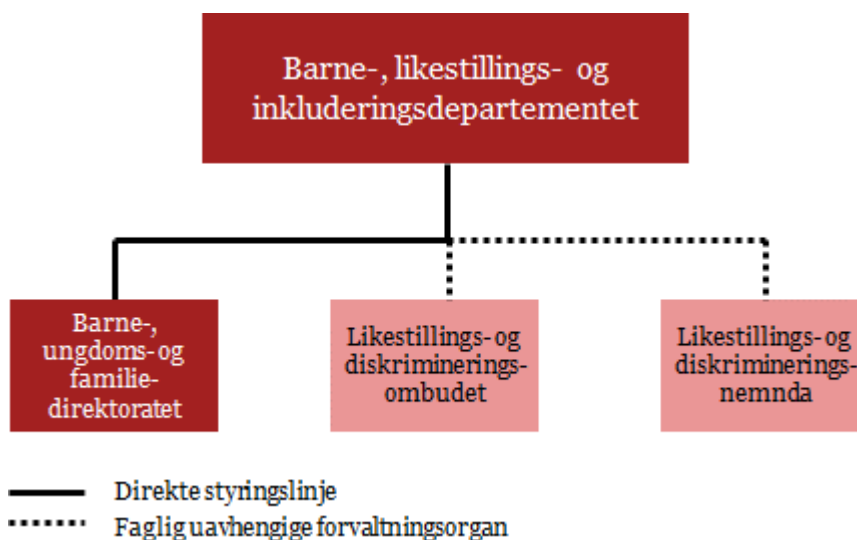 Barne-, likestillings- og
inkluderingsdepartementet
Barne-,
ungdoms- og
familie-
direktoratet
Likestillings- og
diskriminerings-
ombudet
Likestillings- og
diskriminerings-
nemnda
Direkte styringslinje
Faglig uavhengige forvaltningsorgan